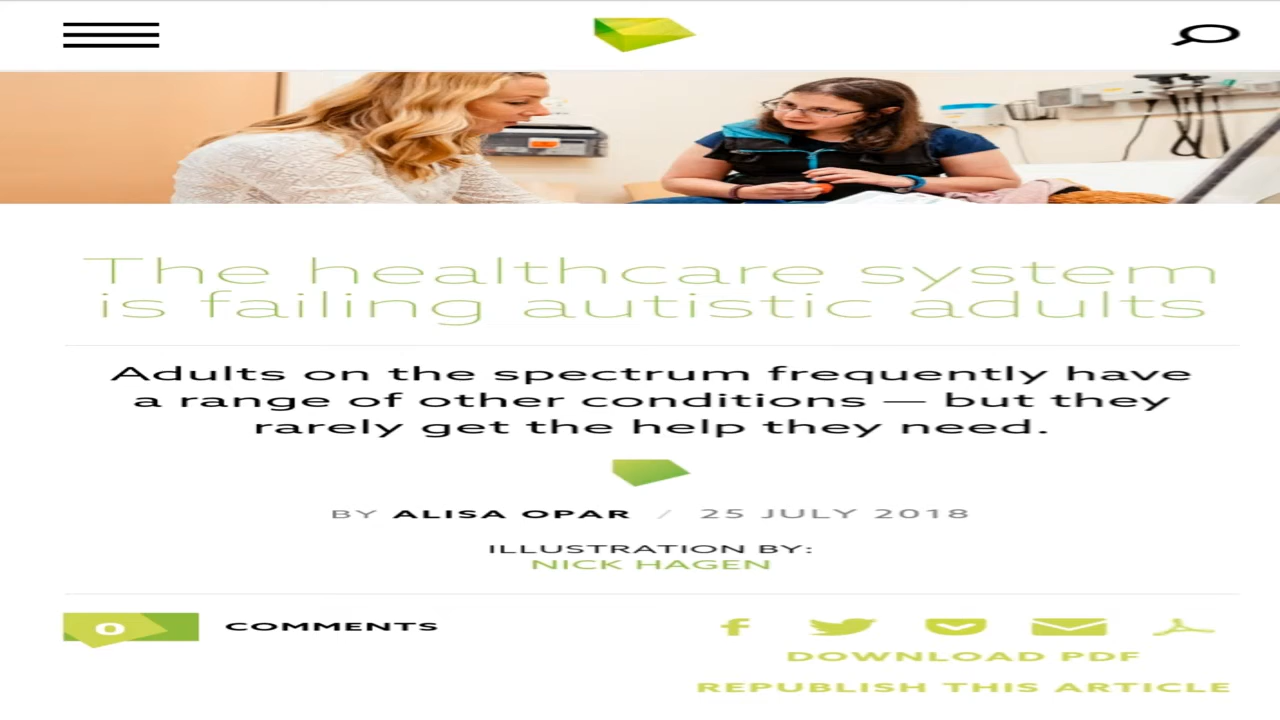 The healthcare system
is failing autistic adults
Adults on the spectrum frequently have
a range of other conditions — but they
rarely get the help they need.
BY ALISA OPAR / 25 JULY 2018
ILLUSTRATION BY:
NICK HAGEN
0 COMMENTS
DOWNLOAD PDF
REPUBLISH THIS ARTICLE